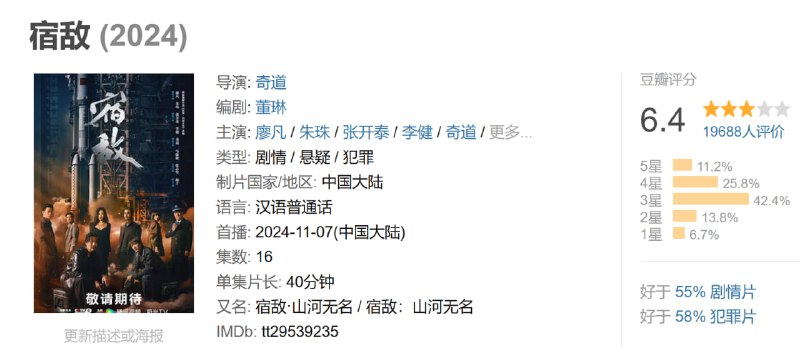 宿敌 (2024)
宿敌
敬请期待
更新描述或海报
导演: 奇道
编剧: 董琳
主演: 廖凡 / 朱珠 / 张开泰 / 李健 / 奇道 / 更多...
类型: 剧情 / 悬疑 / 犯罪
制片国家/地区: 中国大陆
语言: 汉语普通话
首播: 2024-11-07(中国大陆)
集数: 16
单集片长: 40分钟
又名: 宿敌·山河无名 / 宿敌：山河无名
IMDb: tt29539235
豆瓣评分
6.4
19688人评价
5星 11.2%
4星 25.8%
3星 42.4%
2星 13.8%
1星 6.7%
好于 55% 剧情片
好于 58% 犯罪片